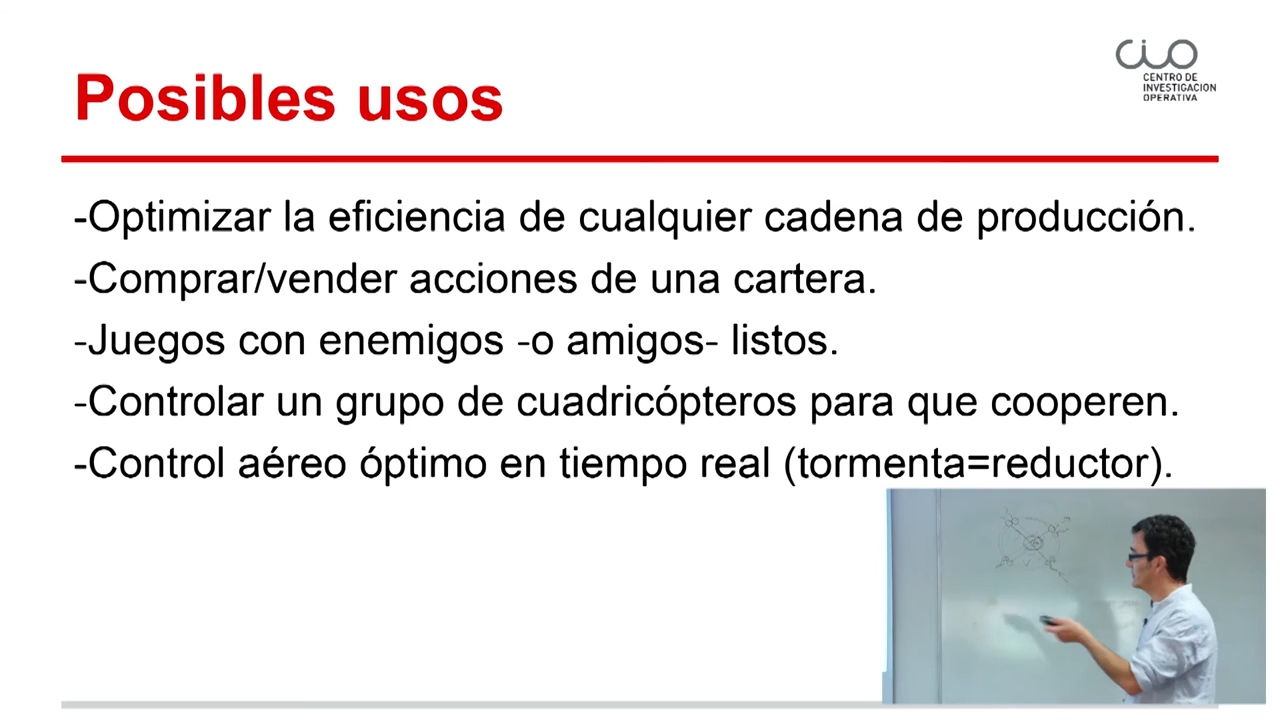 CIO
CENTRO DE
INVESTIGACION
OPERATIVA
Posibles usos
-Optimizar la eficiencia de cualquier cadena de producción.
-Comprar/vender acciones de una cartera.
-Juegos con enemigos -o amigos- listos.
-Controlar un grupo de cuadricópteros para que cooperen.
-Control aéreo óptimo en tiempo real (tormenta=reductor).